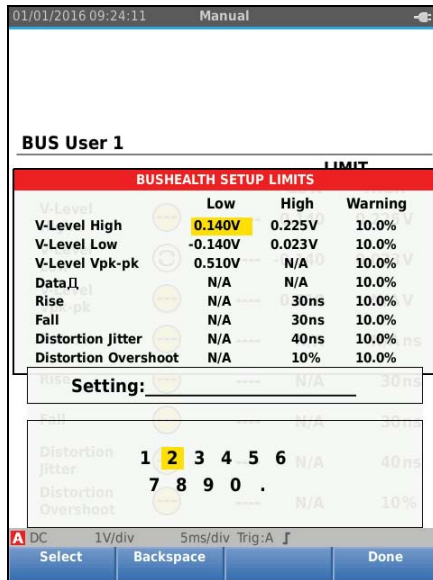 01/01/2016 09:24:11 Manual
BUS User 1
LIMIT
BUSHEALTH SETUP LIMITS
Low High Warning
V-Level High 0.140V 0.225V 10.0%
V-Level Low -0.140V 0.023V 10.0%
V-Level Vpk-pk 0.510V N/A 10.0%
DataД N/A N/A 10.0%
Rise N/A 30ns 10.0%
Fall N/A 30ns 10.0%
Distortion Jitter N/A 40ns 10.0%
Distortion Overshoot N/A 10% 10.0%
Rise ---- N/A 30ns
Setting:
Fall ---- N/A 30ns
Distortion Jitter ---- N/A 40ns
1 2 3 4 5 6
7 8 9 0 .
Distortion Overshoot ---- N/A 10%
A DC 1V/div 5ms/div Trig:A
Select Backspace Done